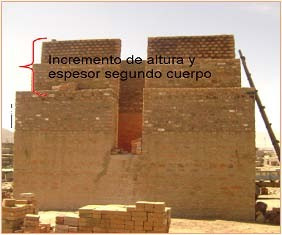 Incremento de altura y
espesor segundo cuerpo